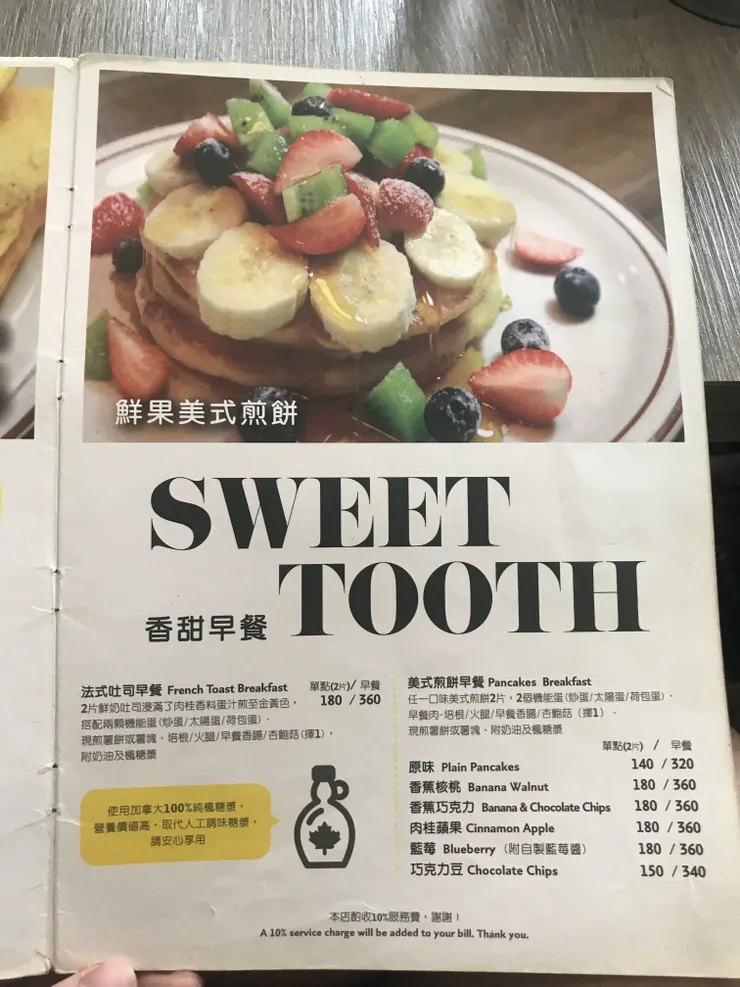 鮮果美式煎餅
SWEET
TOOTH
香甜早餐
法式吐司早餐 French Toast Breakfast 單點(2片)/ 早餐
180 / 360
2片鮮奶吐司浸滿了肉桂香料蛋汁煎至金黃色,
搭配兩顆機能蛋(炒蛋/太陽蛋/荷包蛋)、
現煎薯餅或薯塊、培根/火腿/早餐香腸/杏鮑菇(擇1),
附奶油及楓糖漿
使用加拿大100%純楓糖漿,
營養價值高,取代人工調味糖漿,
請安心享用
美式煎餅早餐 Pancakes Breakfast
任一口味美式煎餅2片,2個機能蛋(炒蛋/太陽蛋/荷包蛋)、
早餐肉-培根/火腿/早餐香腸/杏鮑菇(擇1)、
現煎薯餅或薯塊、附奶油及楓糖漿
單點(2片) / 早餐
原味 Plain Pancakes 140 / 320
香蕉核桃 Banana Walnut 180 / 360
香蕉巧克力 Banana & Chocolate Chips 180 / 360
肉桂蘋果 Cinnamon Apple 180 / 360
藍莓 Blueberry (附自製藍莓醬) 180 / 360
巧克力豆 Chocolate Chips 150 / 340
本店酌收10%服務費,謝謝!
A 10% service charge will be added to your bill. Thank you.